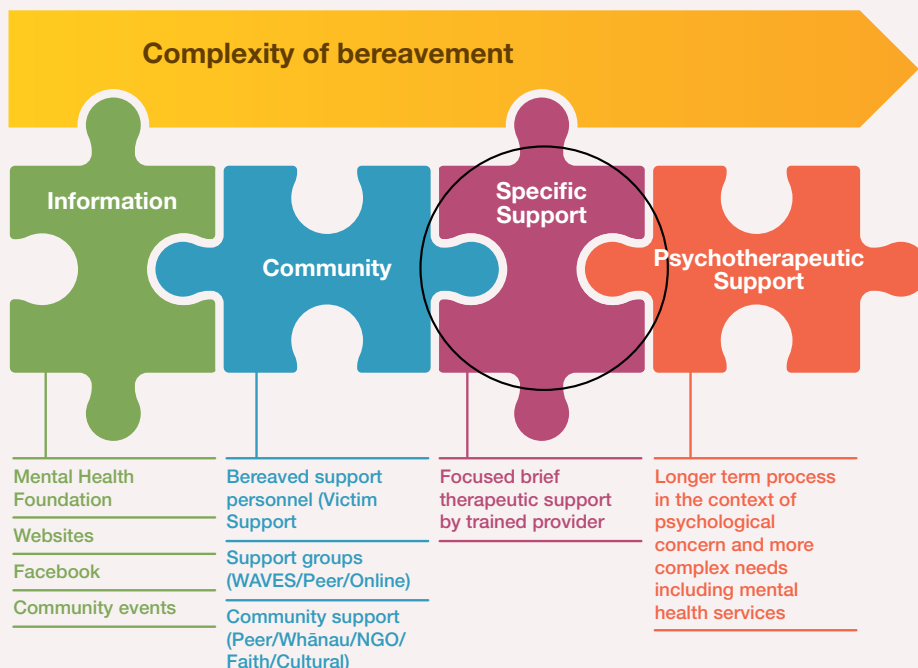 Complexity of bereavement
Information
Community
Specific
Support
Psychotherapeutic
Support
Mental Health
Foundation
Websites
Facebook
Community events
Bereaved support
personnel (Victim
Support
Support groups
(WAVES/Peer/Online)
Community support
(Peer/Whānau/NGO/
Faith/Cultural)
Focused brief
therapeutic support
by trained provider
Longer term process
in the context of
psychological
concern and more
complex needs
including mental
health services